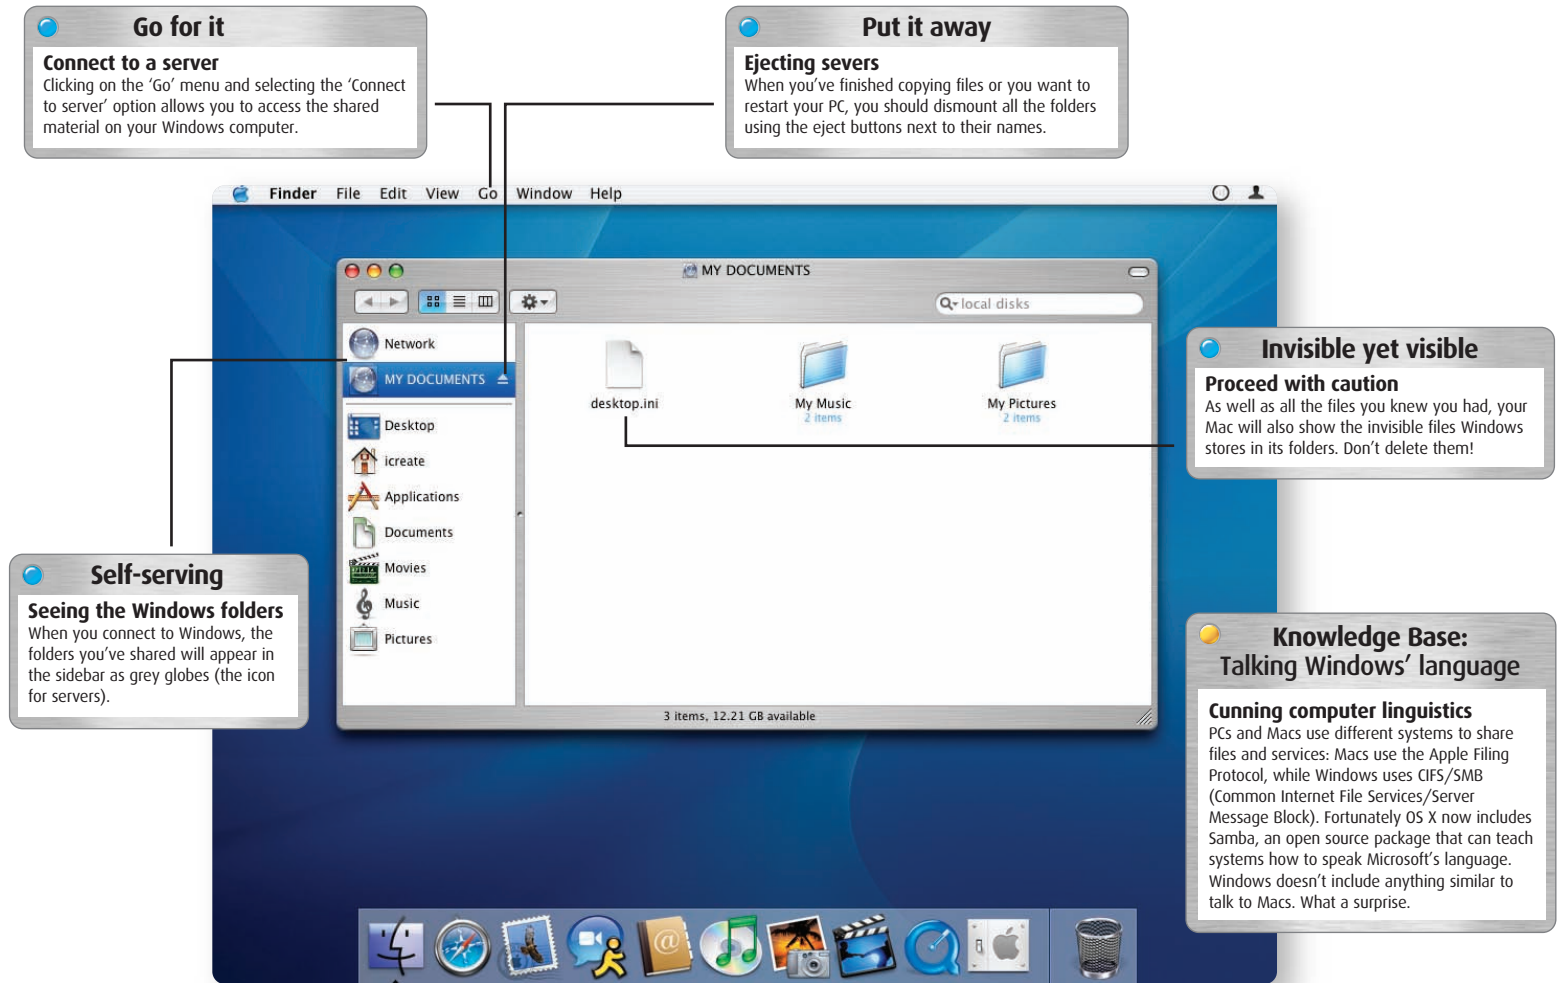 Go for it
Connect to a server
Clicking on the ‘Go’ menu and selecting the ‘Connect
to server’ option allows you to access the shared
material on your Windows computer.
Put it away
Ejecting severs
When you’ve finished copying files or you want to
restart your PC, you should dismount all the folders
using the eject buttons next to their names.
Finder File Edit View Go Window Help
MY DOCUMENTS
local disks
Network
MY DOCUMENTS
Desktop
icreate
Applications
Documents
Movies
Music
Pictures
desktop.ini
My Music
2 items
My Pictures
2 items
3 items, 12.21 GB available
Invisible yet visible
Proceed with caution
As well as all the files you knew you had, your
Mac will also show the invisible files Windows
stores in its folders. Don’t delete them!
Self-serving
Seeing the Windows folders
When you connect to Windows, the
folders you’ve shared will appear in
the sidebar as grey globes (the icon
for servers).
Knowledge Base:
Talking Windows’ language
Cunning computer linguistics
PCs and Macs use different systems to share
files and services: Macs use the Apple Filing
Protocol, while Windows uses CIFS/SMB
(Common Internet File Services/Server
Message Block). Fortunately OS X now includes
Samba, an open source package that can teach
systems how to speak Microsoft’s language.
Windows doesn’t include anything similar to
talk to Macs. What a surprise.